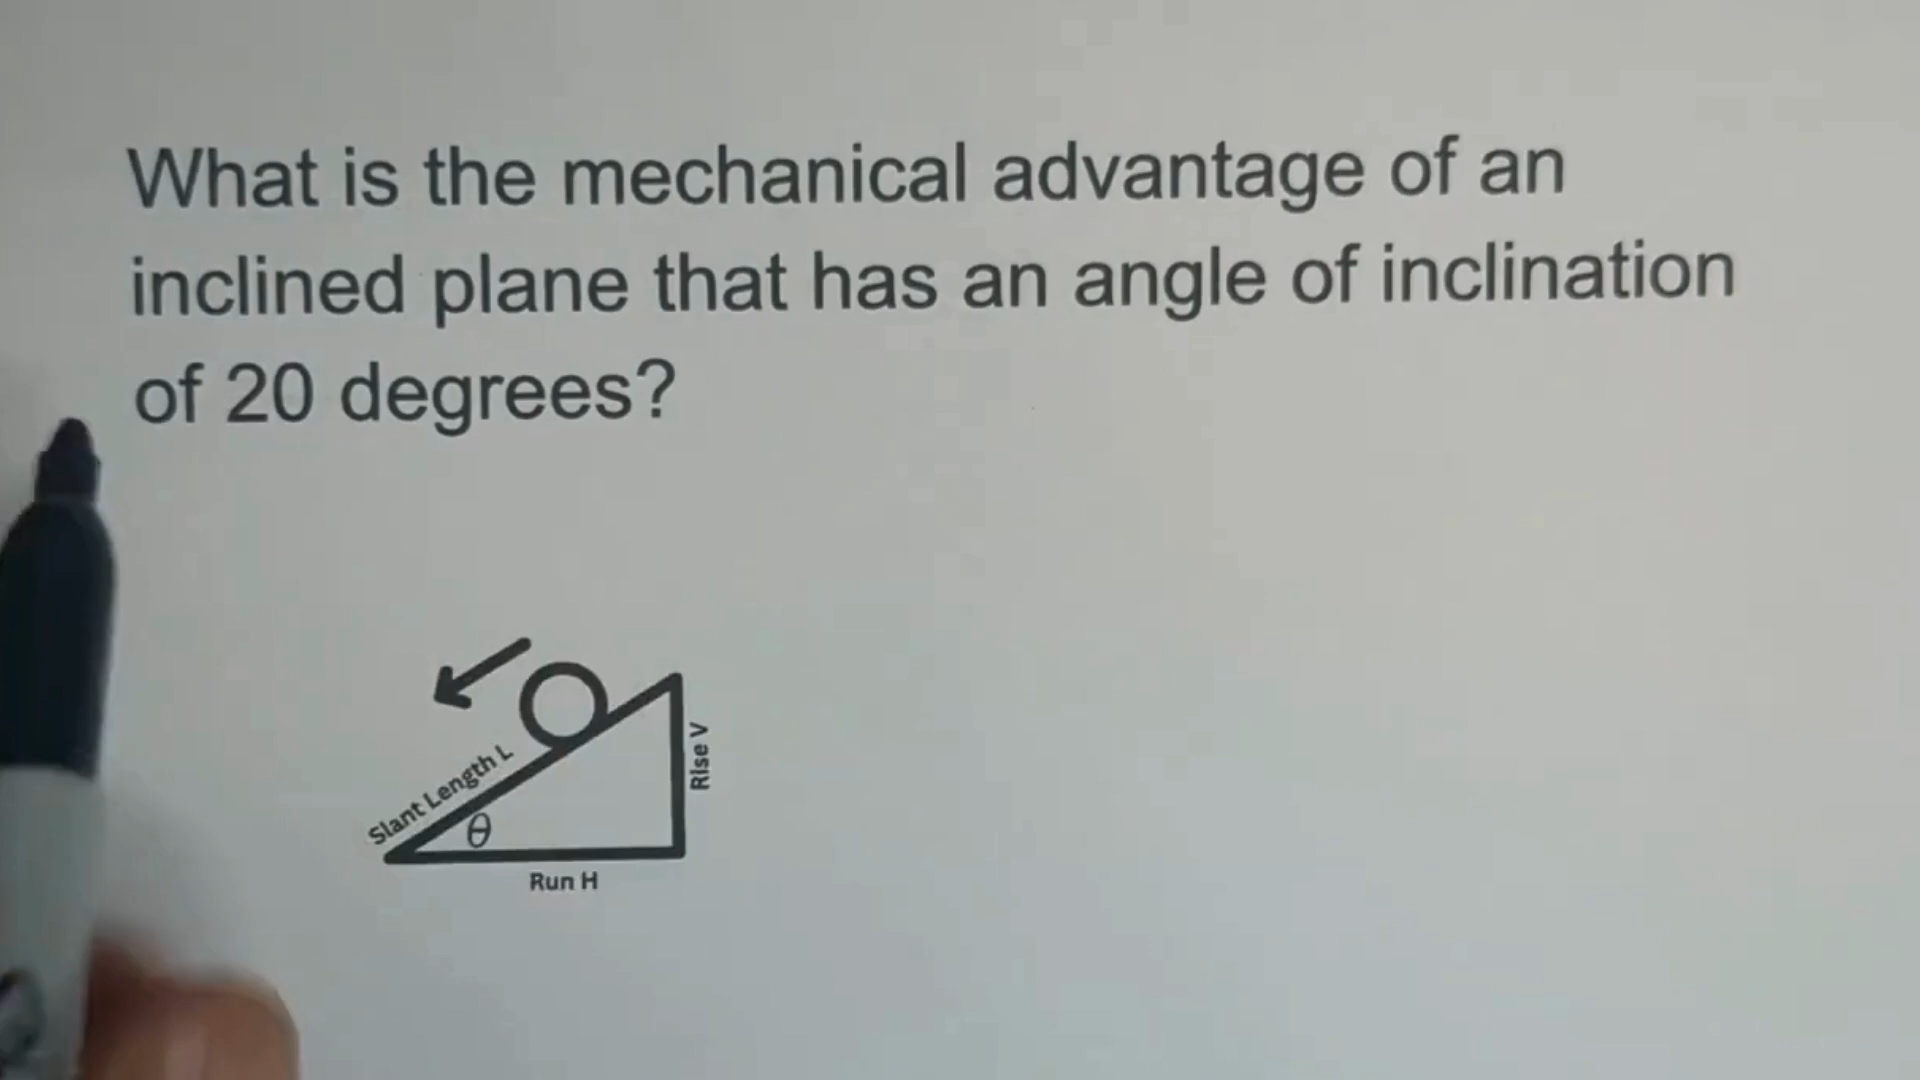 What is the mechanical advantage of an
inclined plane that has an angle of inclination
of 20 degrees?
Slant Length L
θ
Rise V
Run H